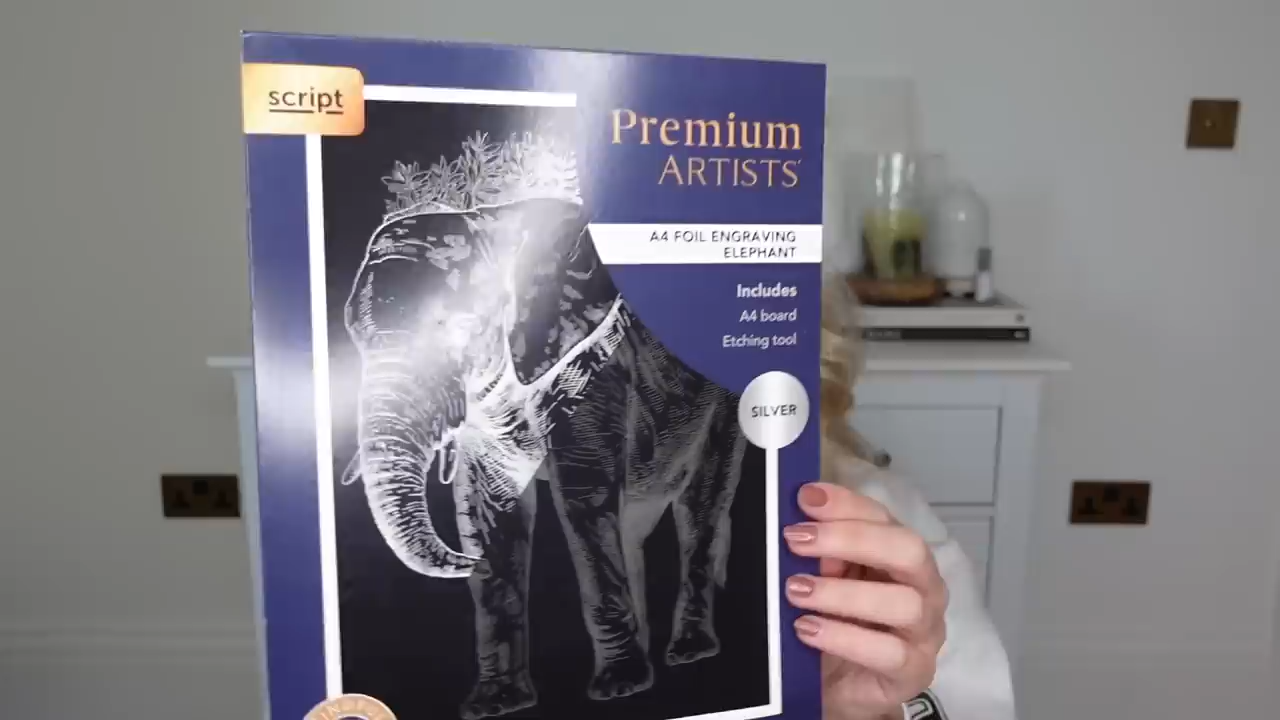 script
Premium
ARTISTS'
A4 FOIL ENGRAVING
ELEPHANT
Includes
A4 board
Etching tool
SILVER